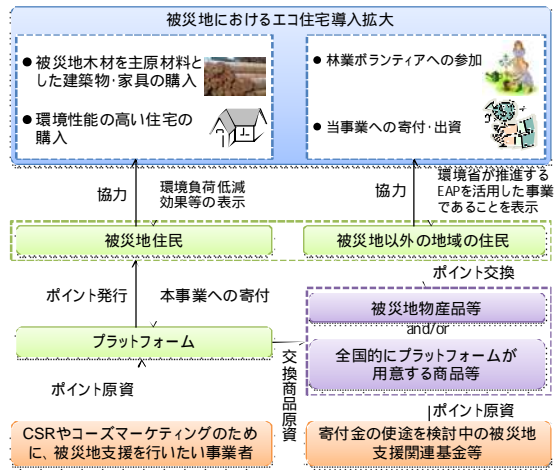 被災地におけるエコ住宅導入拡大
●被災地木材を主原材料と
した建築物・家具の購入
●環境性能の高い住宅の
購入
●林業ボランティアへの参加
●当事業への寄付・出資
協力
環境負荷低減
効果等の表示
協力
環境省が推進する
EAPを活用した事業
であることを表示
被災地住民
被災地以外の地域の住民
ポイント発行
本事業への寄付
ポイント交換
被災地物産品等
and/or
全国的にプラットフォームが
用意する商品等
プラットフォーム
交換商品原資
ポイント原資
ポイント原資
CSRやコーズマーケティングのため
に、被災地支援を行いたい事業者
寄付金の使途を検討中の被災地
支援関連基金等